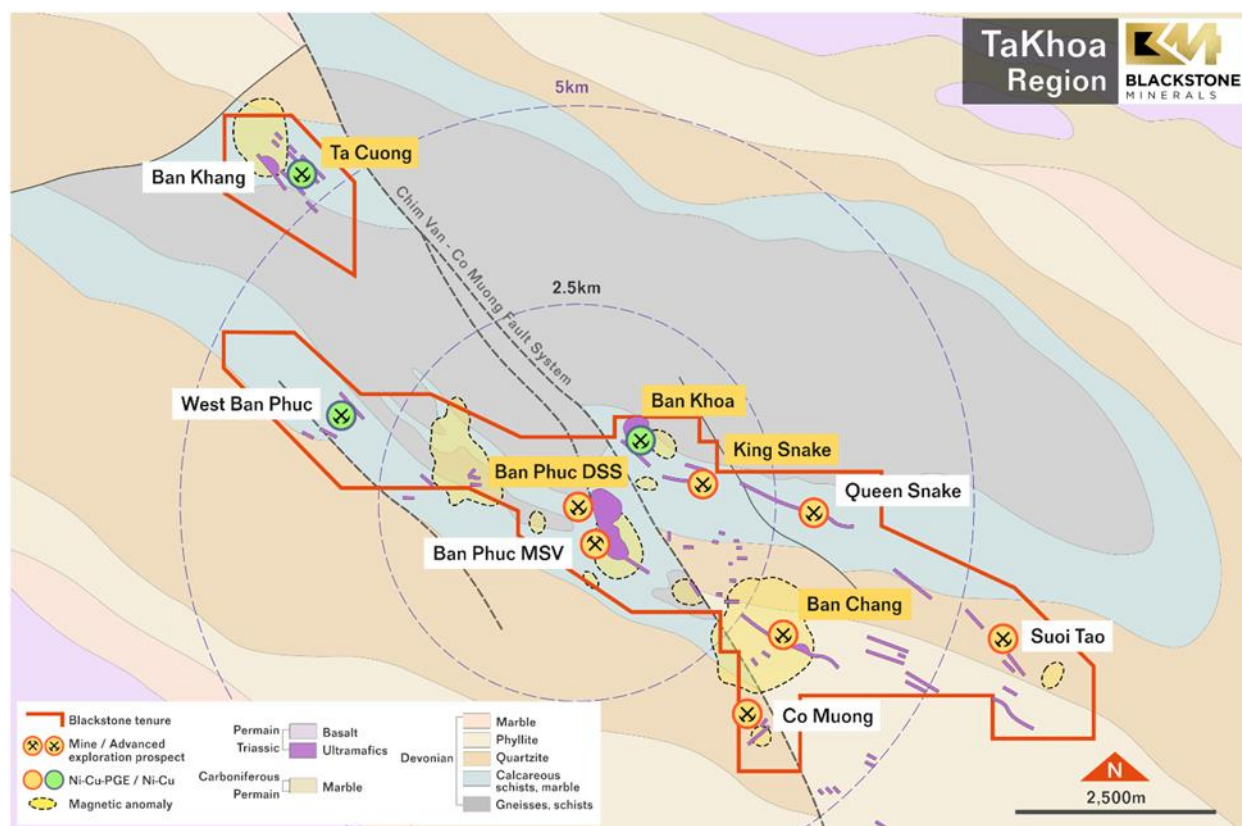 TaKhoa
Region
BLACKSTONE
MINERALS
5km
Ta Cuong
Ban Khang
Chim Van - Co Muong Fault System
2.5km
West Ban Phuc
Ban Khoa
King Snake
Ban Phuc DSS
Queen Snake
Ban Phuc MSV
Ban Chang
Suoi Tao
Co Muong
Blackstone tenure
Mine / Advanced
exploration prospect
Ni-Cu-PGE / Ni-Cu
Magnetic anomaly
Permain
Triassic
Basalt
Ultramafics
Carboniferous
Permain
Marble
Devonian
Marble
Phyllite
Quartzite
Calcareous
schists, marble
Gneisses, schists
N
2,500m